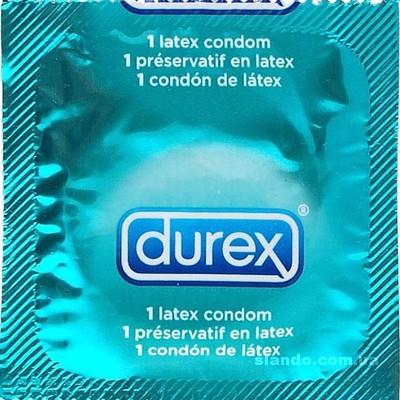 1 latex condom
1 préservatif en latex
1 condón de látex
durex®
1 latex condom
1 préservatif en latex
1 condón de látex
slando.com.ua